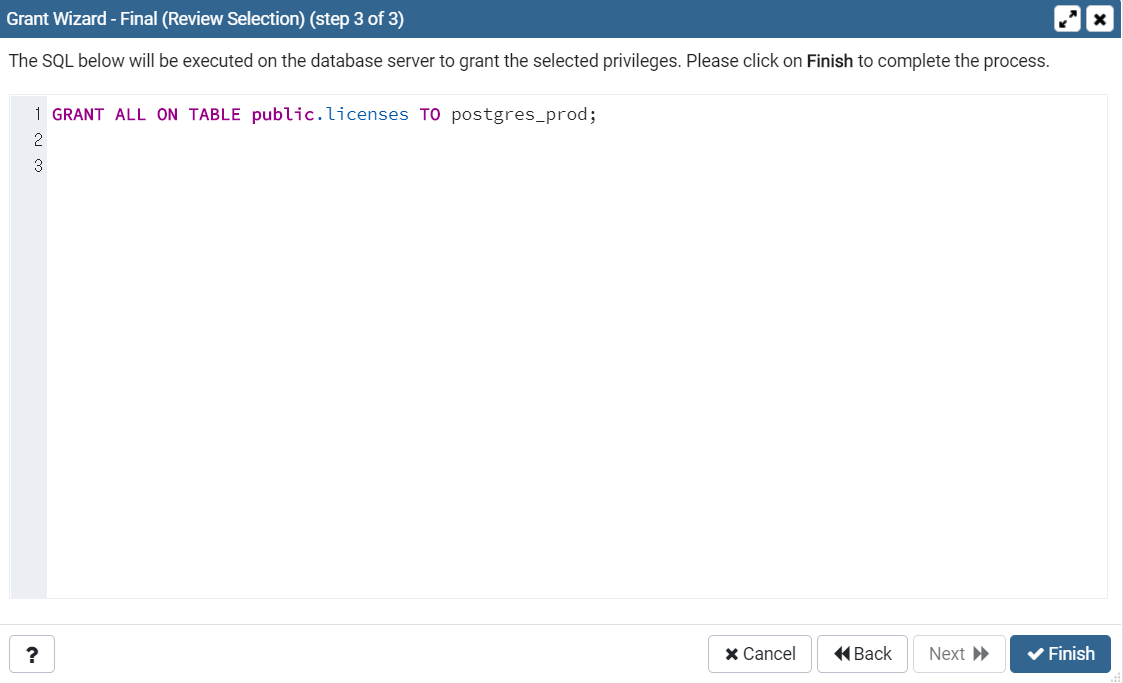 Grant Wizard - Final (Review Selection) (step 3 of 3)
The SQL below will be executed on the database server to grant the selected privileges. Please click on Finish to complete the process.
1 GRANT ALL ON TABLE public.licenses TO postgres_prod;
2
3
? Cancel Back Next Finish